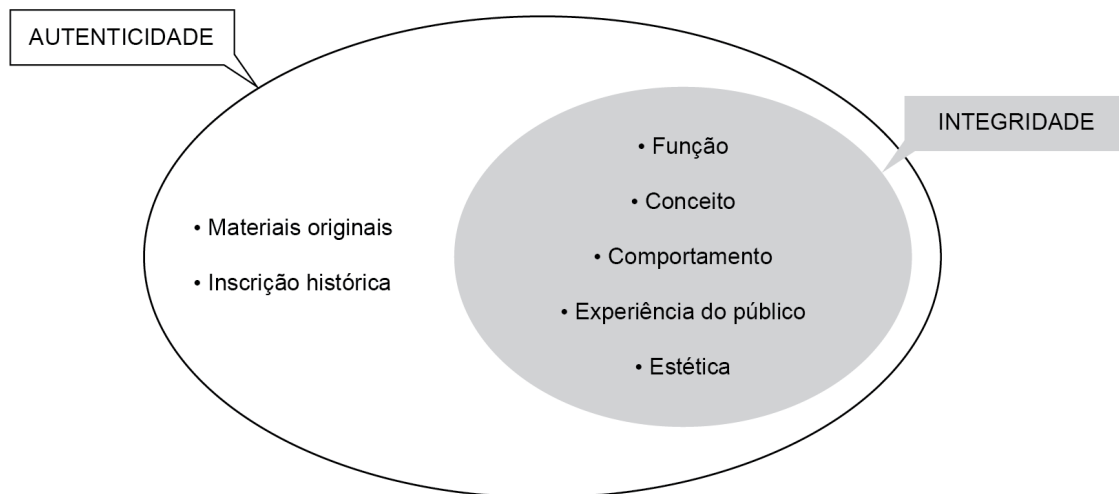 AUTENTICIDADE
INTEGRIDADE
• Materiais originais
• Inscrição histórica
• Função
• Conceito
• Comportamento
• Experiência do público
• Estética